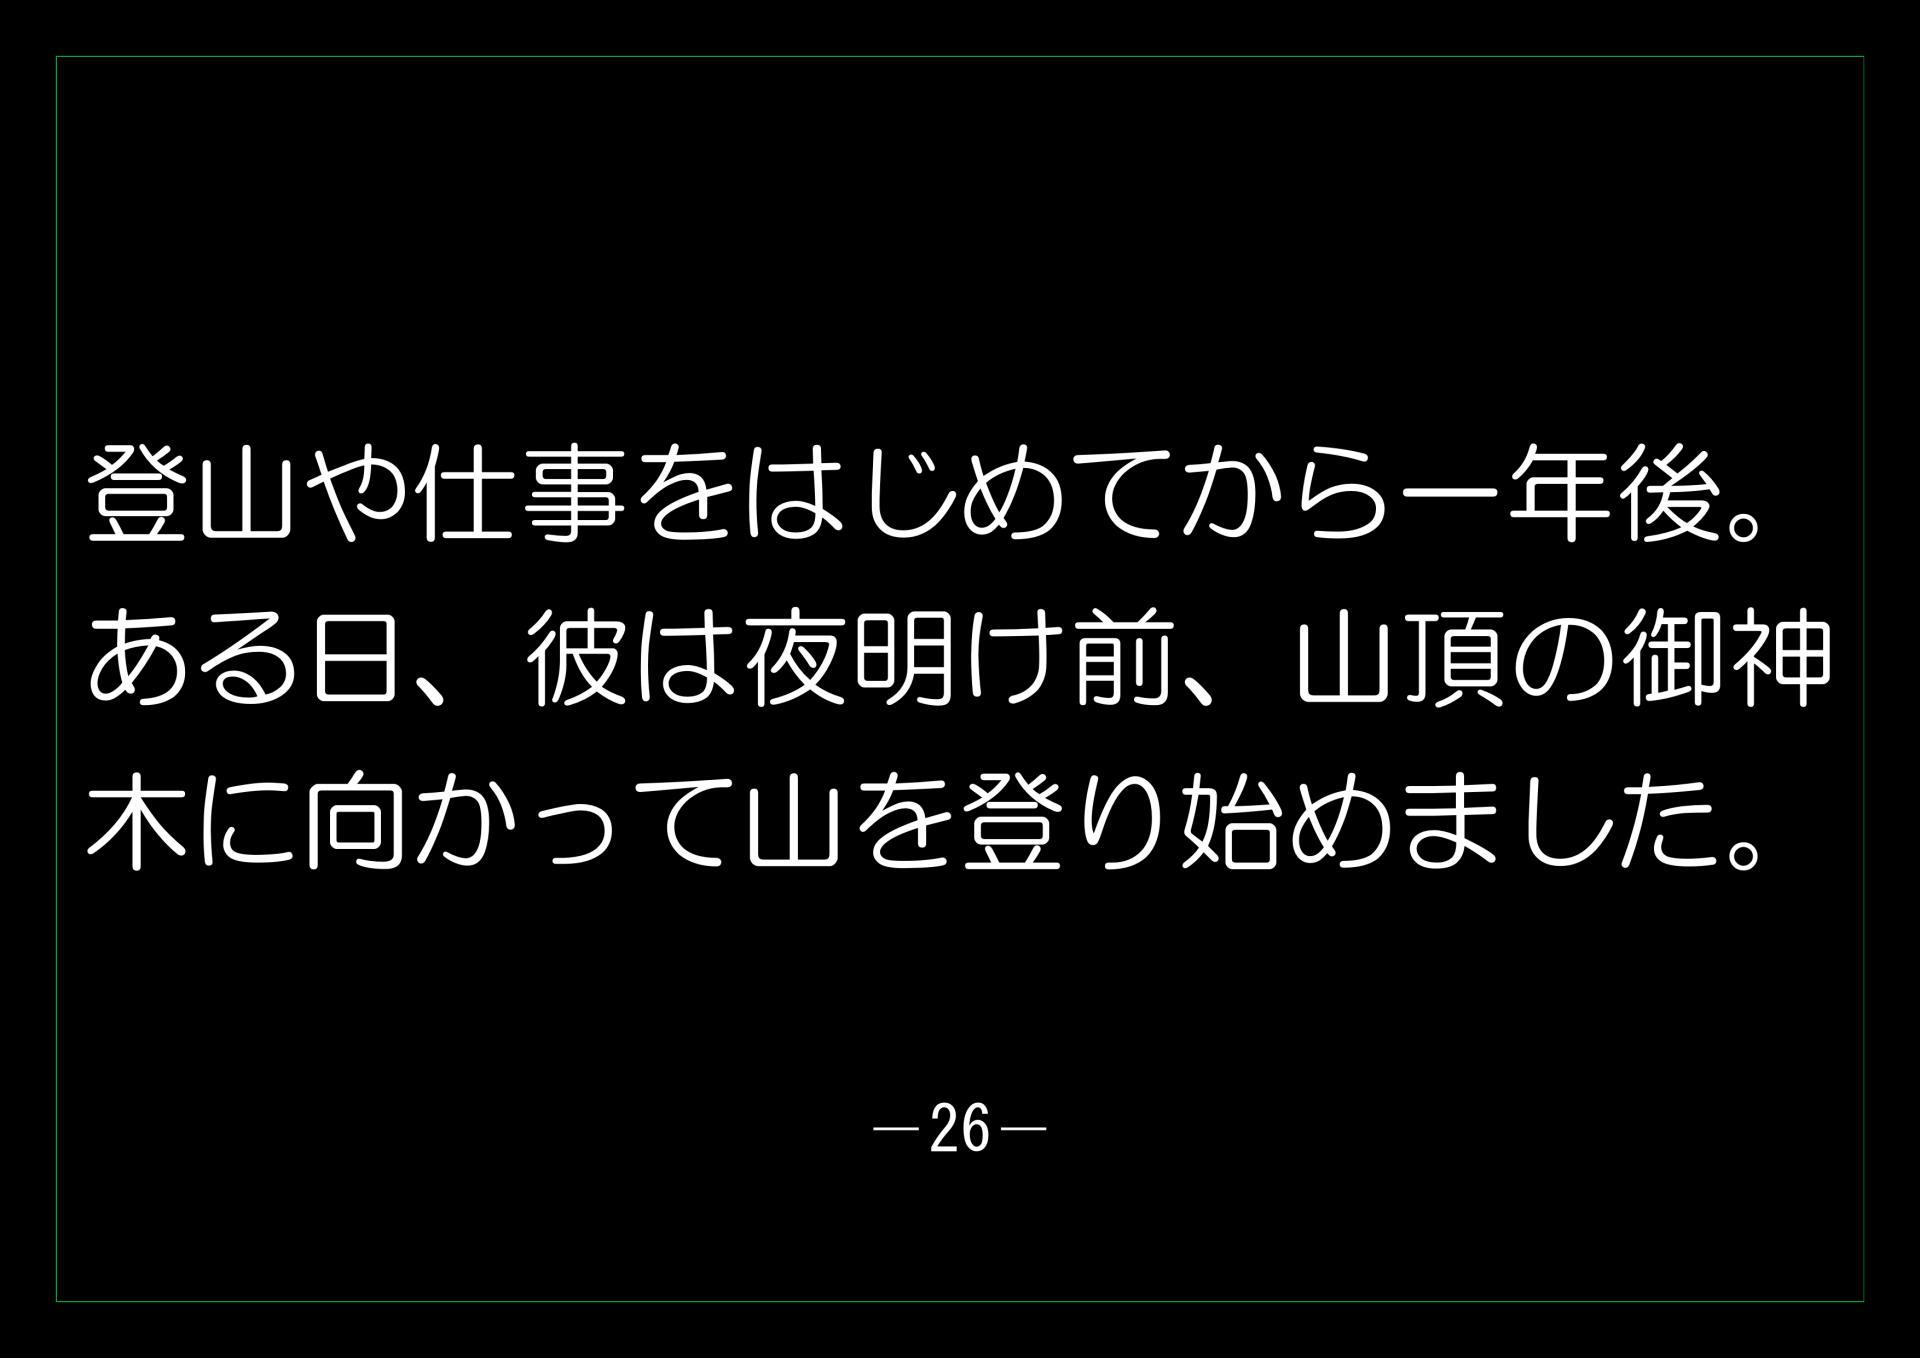 登山や仕事をはじめてから一年後。
ある日、彼は夜明け前、山頂の御神
木に向かって山を登り始めました。
―26―